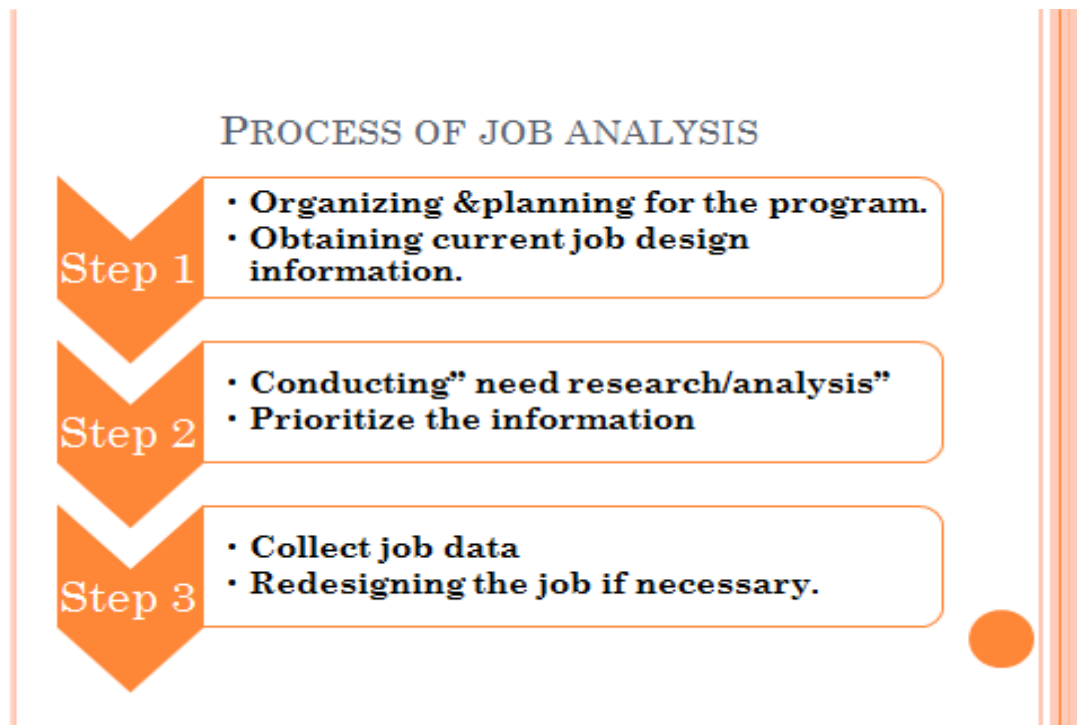 PROCESS OF JOB ANALYSIS
Step 1
• Organizing &planning for the program.
• Obtaining current job design
information.
Step 2
• Conducting” need research/analysis”
• Prioritize the information
Step 3
• Collect job data
• Redesigning the job if necessary.